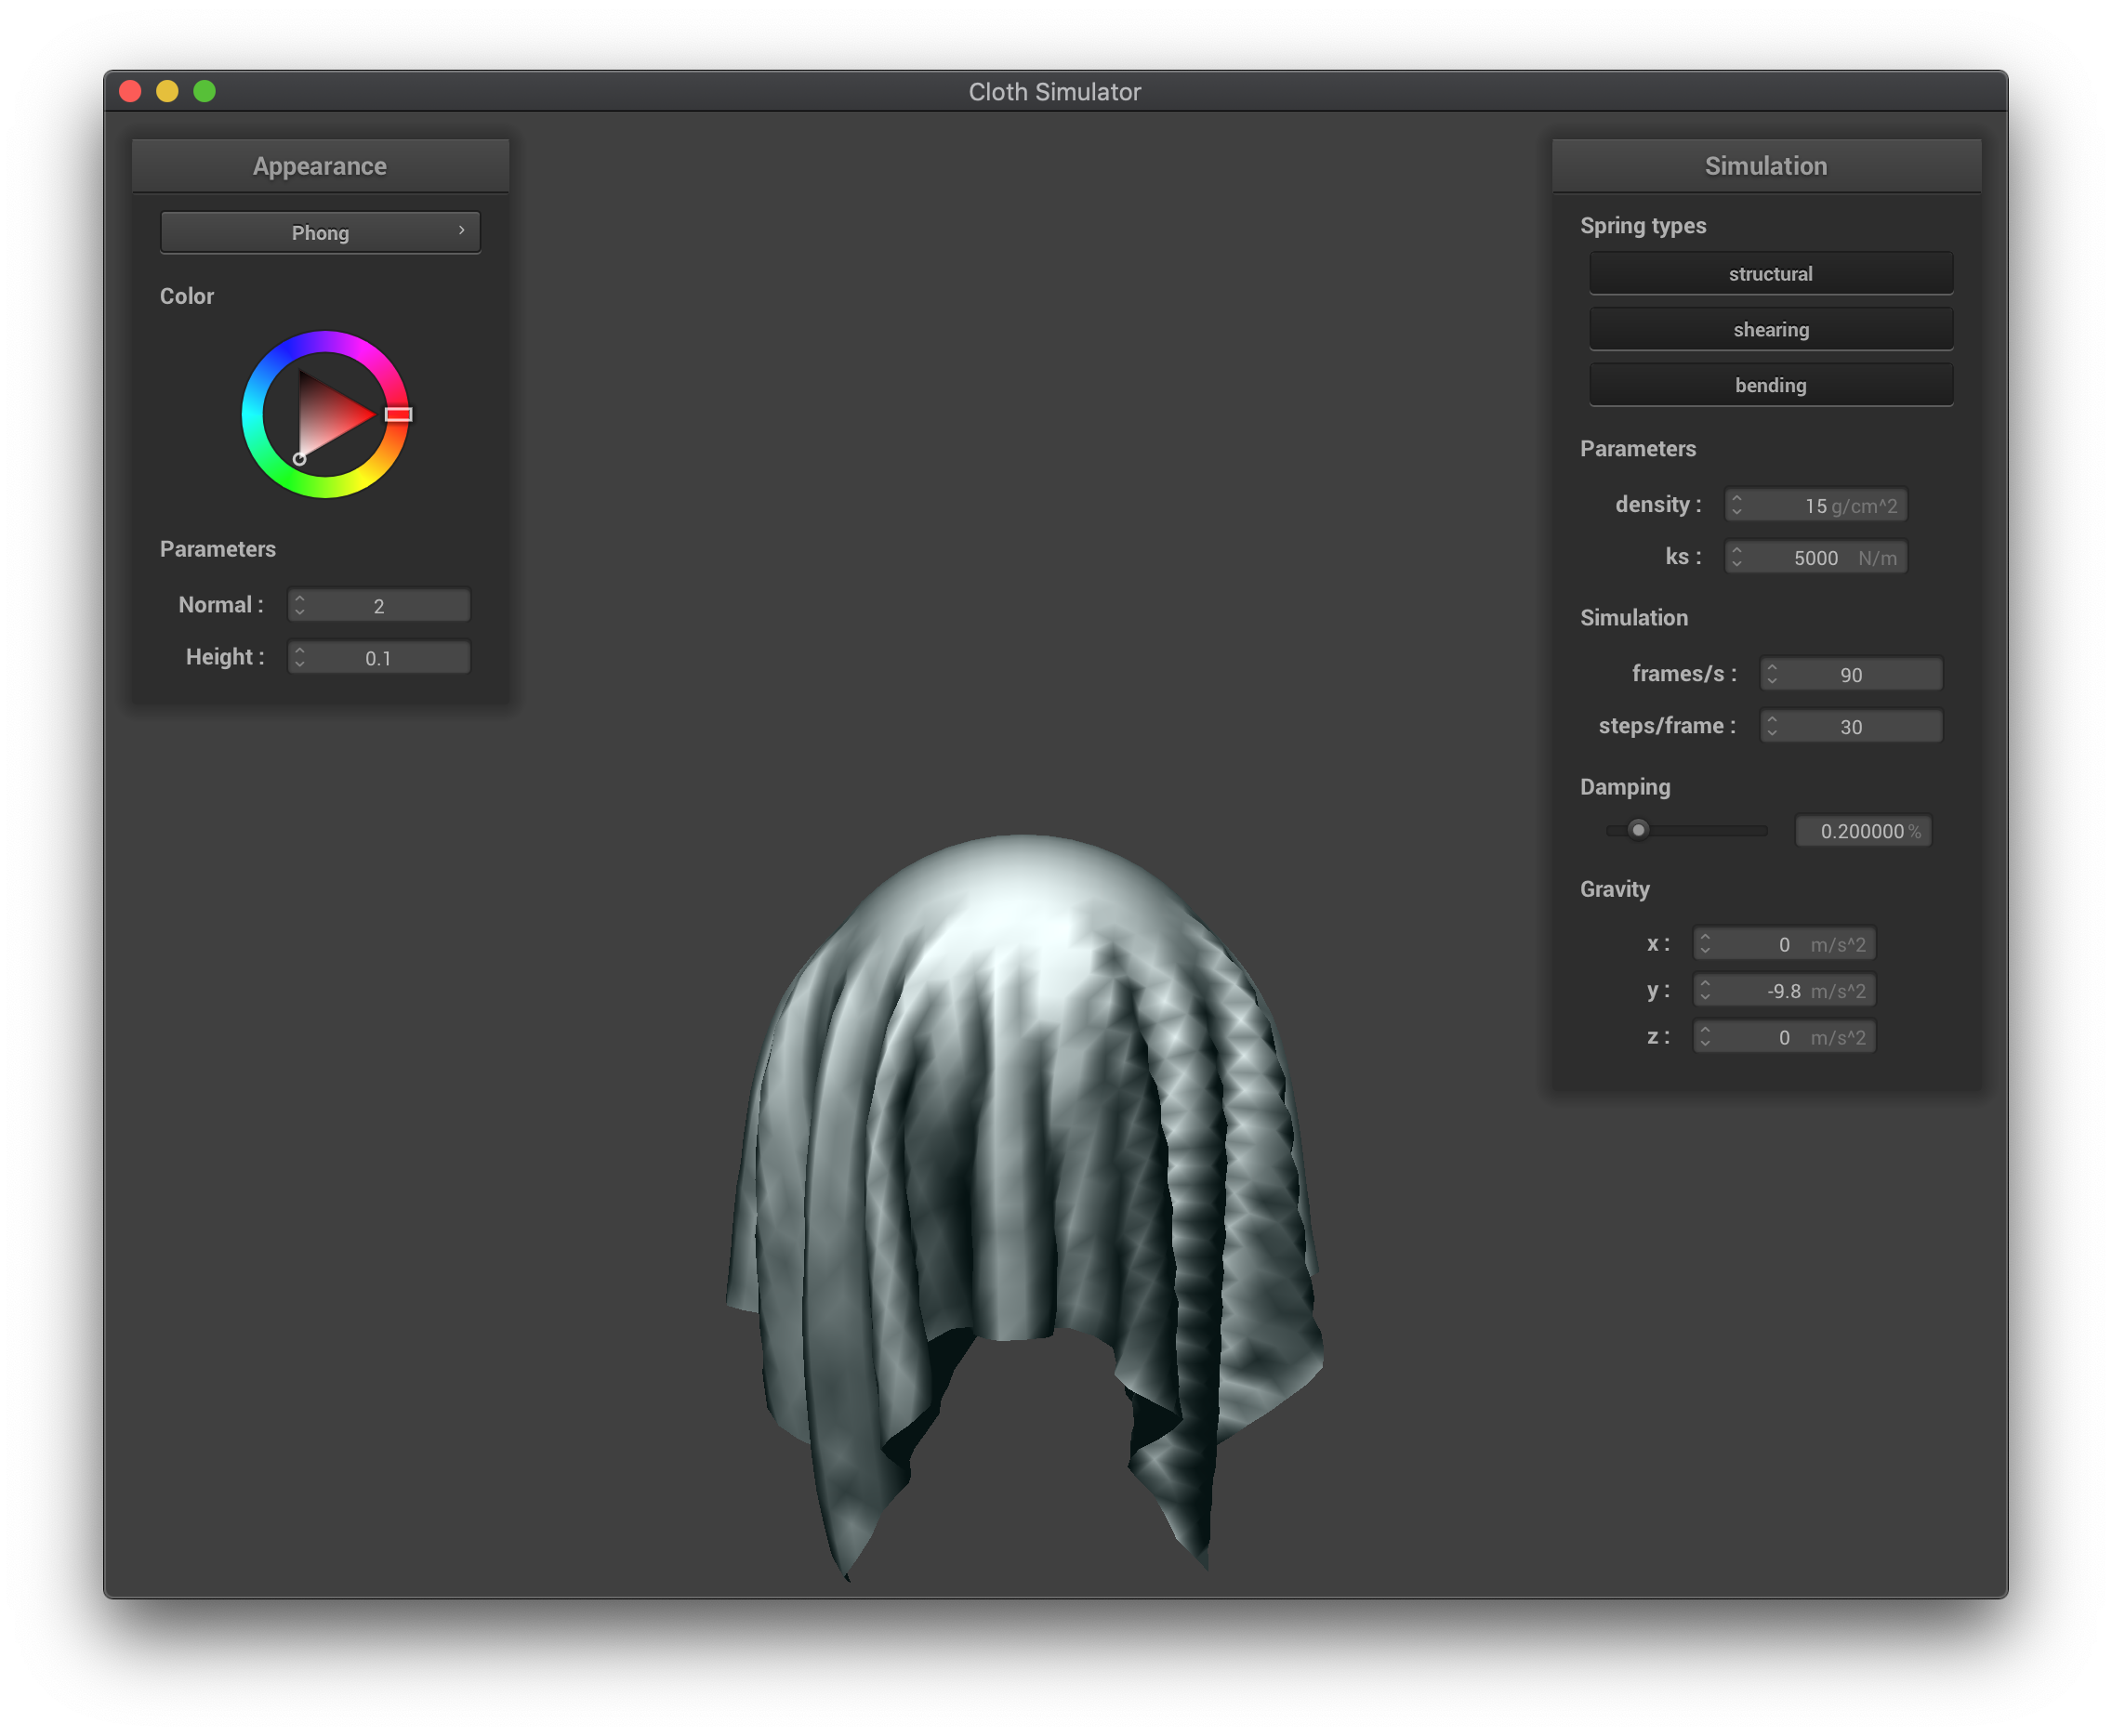 Cloth Simulator
Appearance
Phong
Color
Parameters
Normal : 2
Height : 0.1
Simulation
Spring types
structural
shearing
bending
Parameters
density : 15 g/cm^2
ks : 5000 N/m
Simulation
frames/s : 90
steps/frame : 30
Damping
0.200000 %
Gravity
x : 0 m/s^2
y : -9.8 m/s^2
z : 0 m/s^2